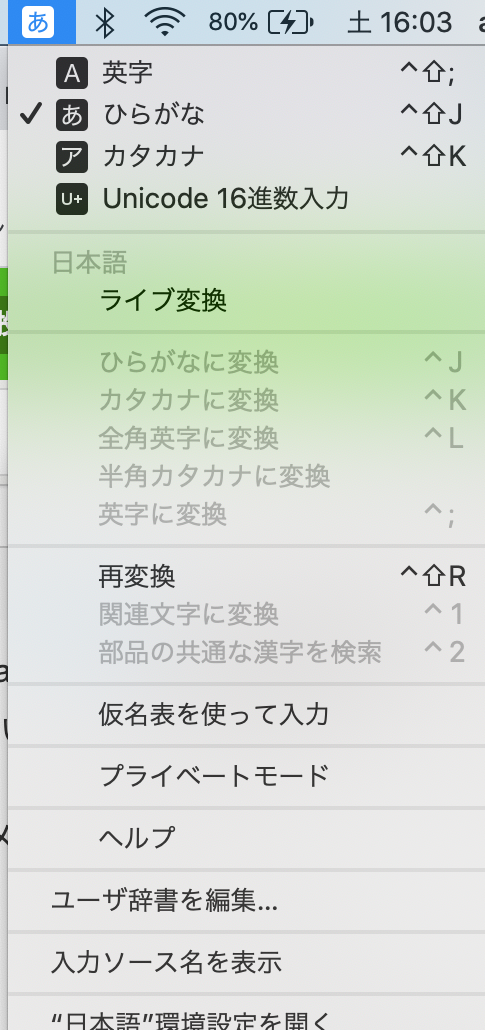 あ 80% 土 16:03
A 英字 ^⇧;
✓ あ ひらがな ^⇧J
ア カタカナ ^⇧K
U+ Unicode 16進数入力
日本語
ライブ変換
ひらがなに変換 ^J
カタカナに変換 ^K
全角英字に変換 ^L
半角カタカナに変換
英字に変換 ^;
再変換 ^⇧R
関連文字に変換 ^1
部品の共通な漢字を検索 ^2
仮名表を使って入力
プライベートモード
ヘルプ
ユーザ辞書を編集...
入力ソース名を表示
“日本語”環境設定を開く